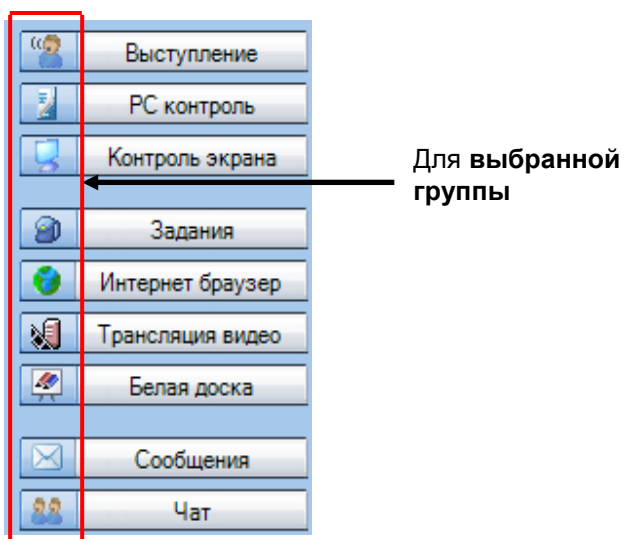 Выступление
PC контроль
Контроль экрана
Для выбранной
группы
Задания
Интернет браузер
Трансляция видео
Белая доска
Сообщения
Чат